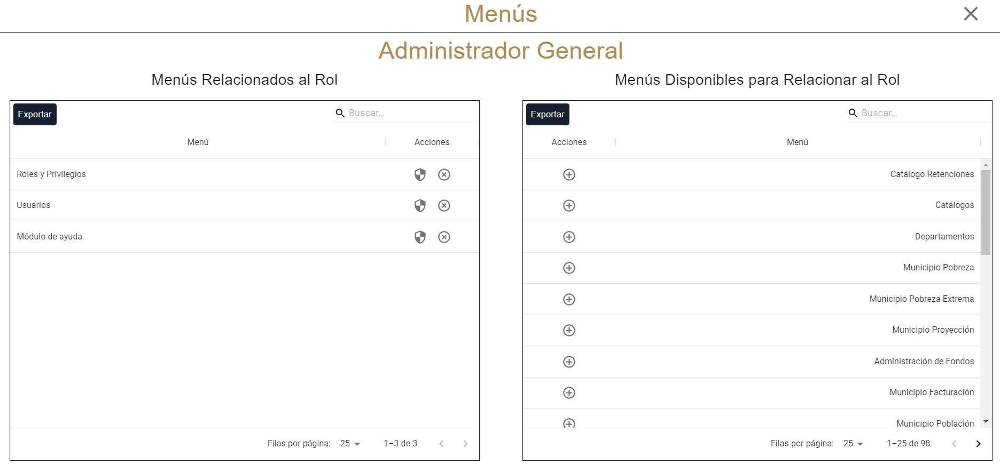 Menús
Administrador General
Menús Relacionados al Rol
Exportar
Buscar...
Menú
Acciones
Roles y Privilegios
Usuarios
Módulo de ayuda
Filas por página: 25 1–3 de 3
Menús Disponibles para Relacionar al Rol
Exportar
Buscar...
Acciones
Menú
Catálogo Retenciones
Catálogos
Departamentos
Municipio Pobreza
Municipio Pobreza Extrema
Municipio Proyección
Administración de Fondos
Municipio Facturación
Municipio Población
Filas por página: 25 1–25 de 98